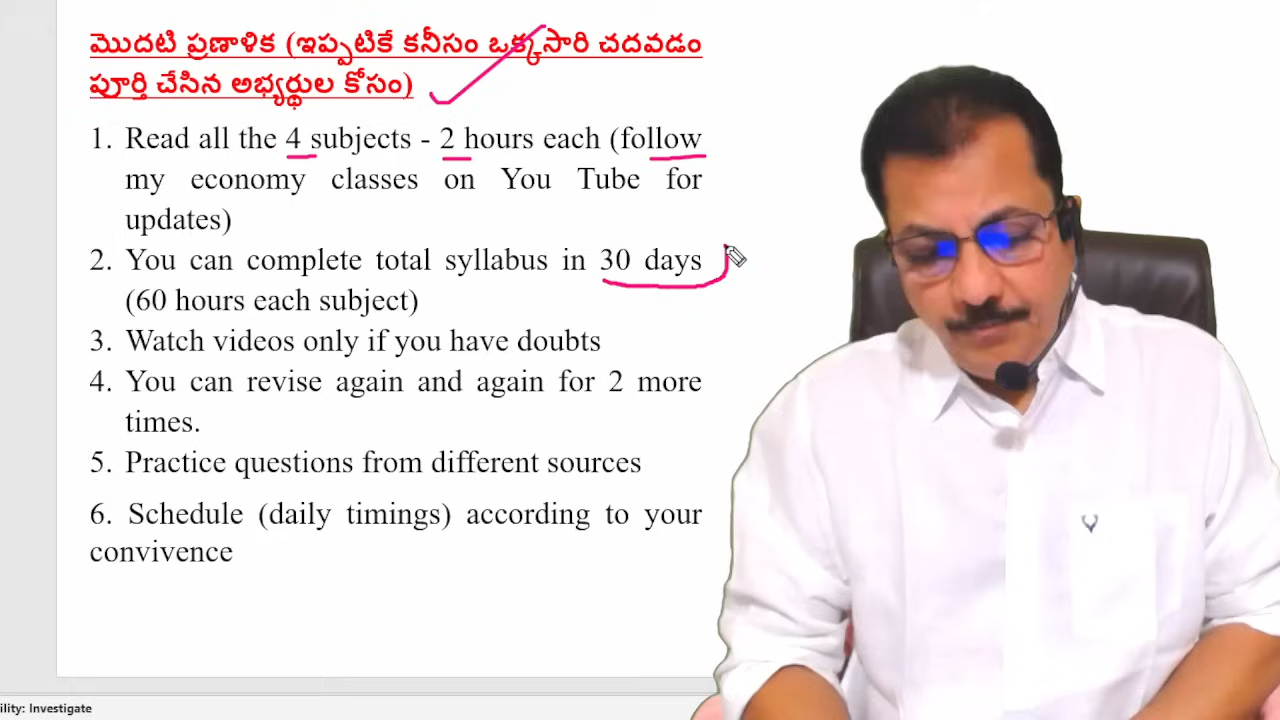 మొదటి ప్రణాళిక (ఇప్పటికే కనీసం ఒక్కసారి చదవడం
పూర్తి చేసిన అభ్యర్థుల కోసం)
1. Read all the 4 subjects - 2 hours each (follow
my economy classes on You Tube for
updates)
2. You can complete total syllabus in 30 days
(60 hours each subject)
3. Watch videos only if you have doubts
4. You can revise again and again for 2 more
times.
5. Practice questions from different sources
6. Schedule (daily timings) according to your
convivence
ility: Investigate